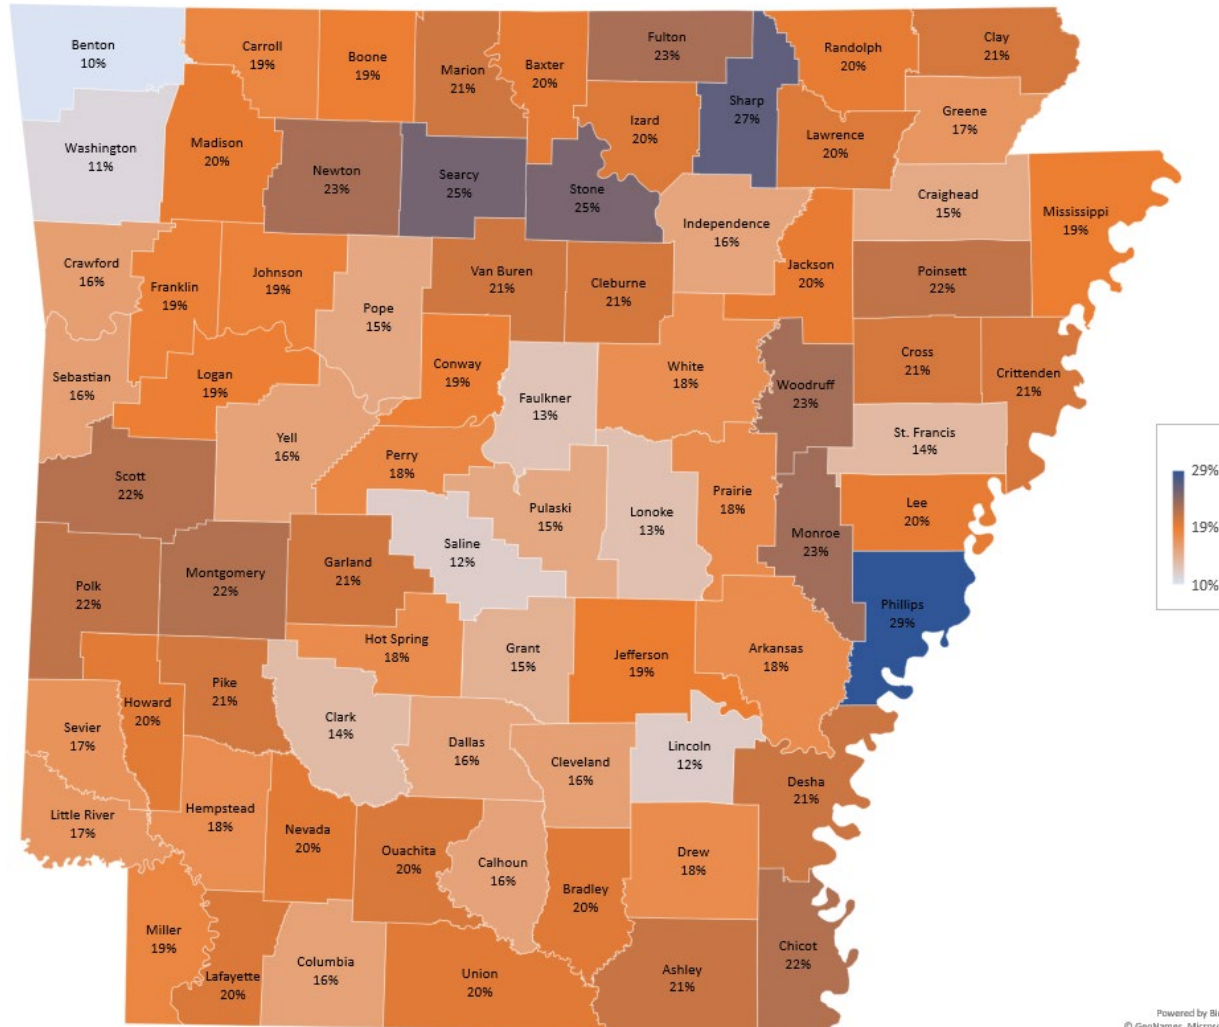 Benton
10%
Carroll
19%
Boone
19%
Marion
21%
Baxter
20%
Fulton
23%
Sharp
27%
Randolph
20%
Clay
21%
Washington
11%
Madison
20%
Newton
23%
Searcy
25%
Stone
25%
Izard
20%
Lawrence
20%
Greene
17%
Independence
16%
Craighead
15%
Mississippi
19%
Crawford
16%
Franklin
19%
Johnson
19%
Pope
15%
Van Buren
21%
Cleburne
21%
Jackson
20%
Poinsett
22%
Sebastian
16%
Logan
19%
Conway
19%
Faulkner
13%
White
18%
Woodruff
23%
Cross
21%
Crittenden
21%
Yell
16%
Perry
18%
St. Francis
14%
Scott
22%
Pulaski
15%
Lonoke
13%
Prairie
18%
Monroe
23%
Lee
20%
29%
19%
10%
Polk
22%
Montgomery
22%
Garland
21%
Saline
12%
Phillips
29%
Hot Spring
18%
Grant
15%
Jefferson
19%
Arkansas
18%
Howard
20%
Pike
21%
Sevier
17%
Clark
14%
Dallas
16%
Cleveland
16%
Lincoln
12%
Desha
21%
Little River
17%
Hempstead
18%
Nevada
20%
Ouachita
20%
Calhoun
16%
Bradley
20%
Drew
18%
Miller
19%
Lafayette
20%
Columbia
16%
Union
20%
Ashley
21%
Chicot
22%
Powered by Bi
© GeoNames, Microso